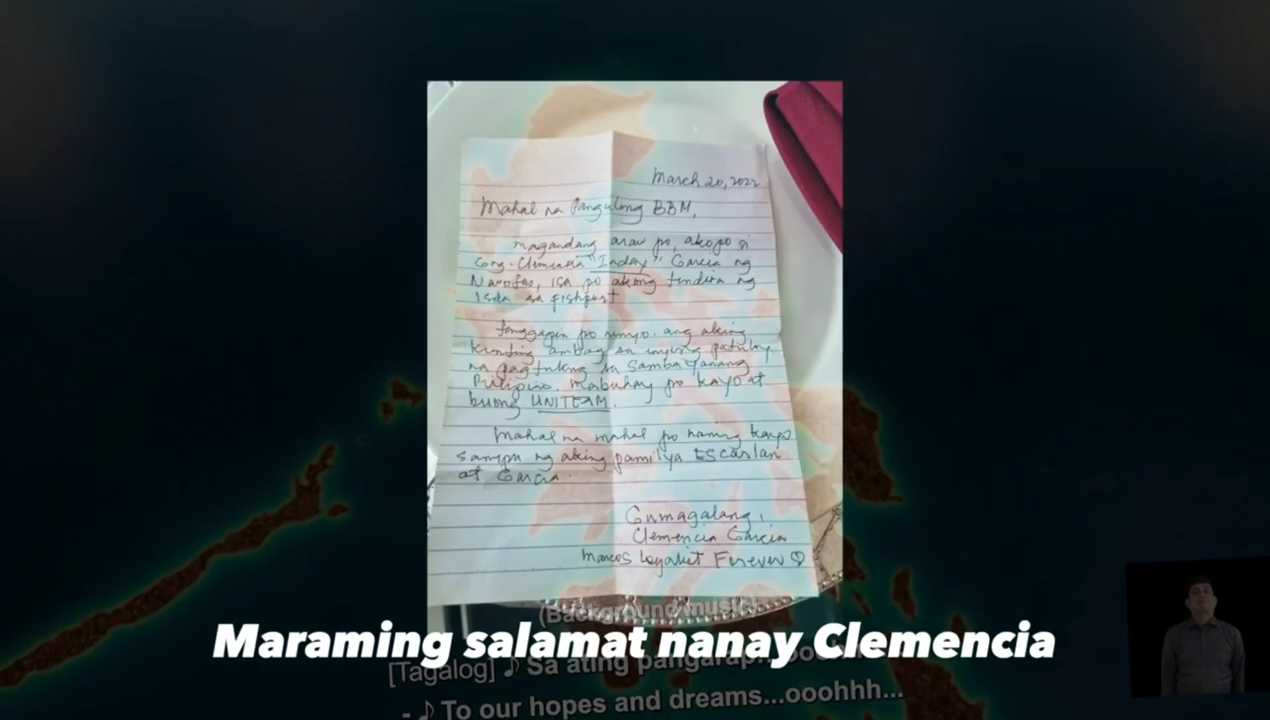 March 20, 2022
Mahal na Pangulong BBM,
magandang araw po, ako po si
Cong. Clemencia "Inday" Garcia ng
Navotas, isa po akong tindira ng
Isda sa fishport
tanggapin po ninyo ang aking
kunting ambag sa inyong patuloy
na pagtulong sa Sambayanang
Pilipino. Mabuhay po kayo at
buong UNITEAM.
Mahal na mahal po namin kayo
sampu ng aking pamilya Escarlan
at Garcia.
Gumagalang,
Clemencia Garcia
Marcos Loyalist Forever
(Background music)
Maraming salamat nanay Clemencia
[Tagalog] ♪ Sa ating pangarap...ooohhh...
- ♪ To our hopes and dreams...ooohhh...